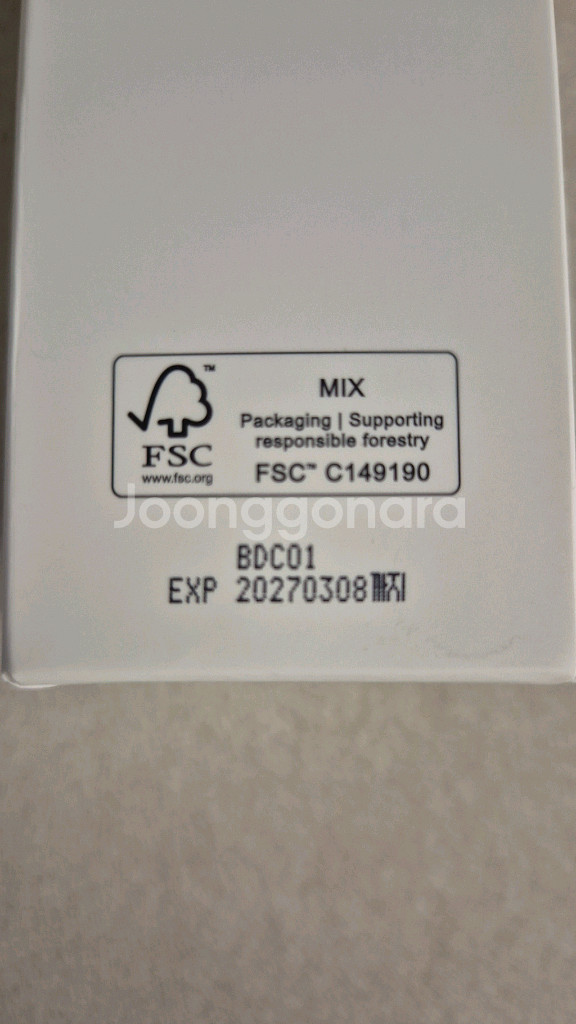 TM
MIX
Packaging | Supporting
responsible forestry
FSC
www.fsc.org
FSC™ C149190
Joonggonara
BDC01
EXP 20270308까지